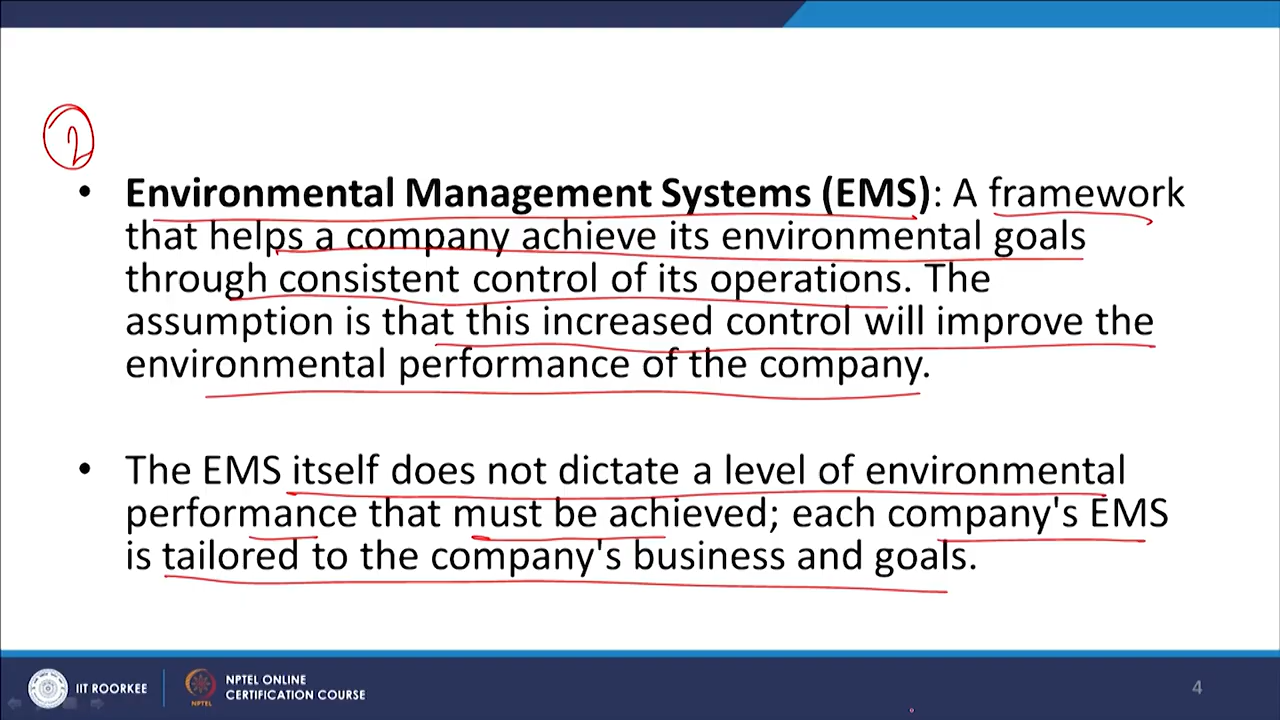 2
• Environmental Management Systems (EMS): A framework
that helps a company achieve its environmental goals
through consistent control of its operations. The
assumption is that this increased control will improve the
environmental performance of the company.
• The EMS itself does not dictate a level of environmental
performance that must be achieved; each company's EMS
is tailored to the company's business and goals.
IIT ROORKEE
NPTEL
NPTEL ONLINE
CERTIFICATION COURSE
4